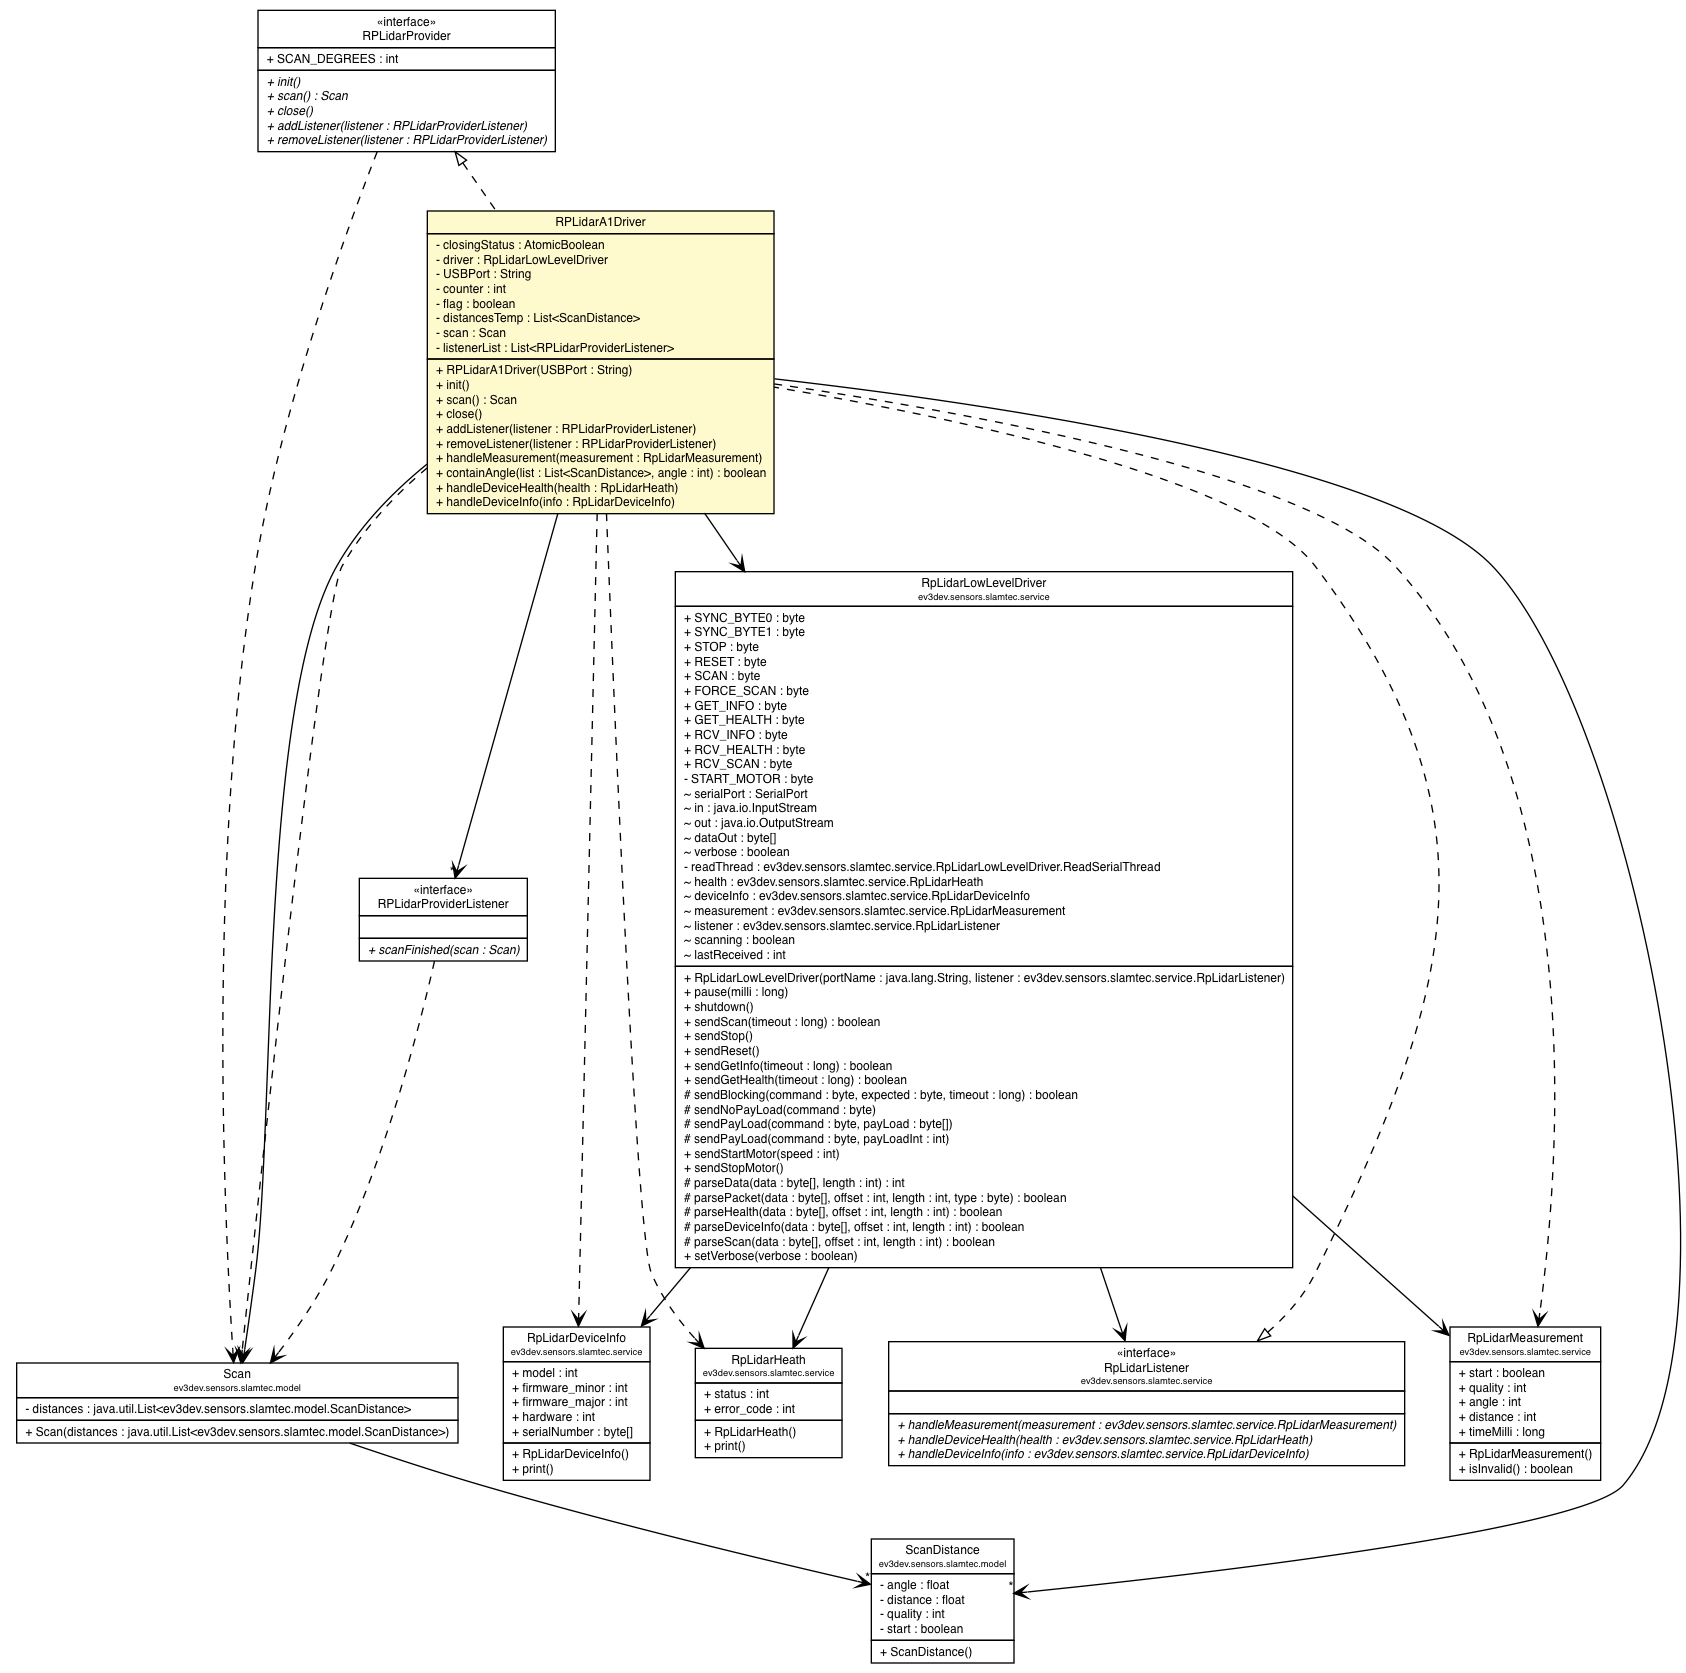 «interface»
RPLidarProvider
+ SCAN_DEGREES : int
+ init()
+ scan() : Scan
+ close()
+ addListener(listener : RPLidarProviderListener)
+ removeListener(listener : RPLidarProviderListener)
RPLidarA1Driver
- closingStatus : AtomicBoolean
- driver : RpLidarLowLevelDriver
- USBPort : String
- counter : int
- flag : boolean
- distancesTemp : List<ScanDistance>
- scan : Scan
- listenerList : List<RPLidarProviderListener>
+ RPLidarA1Driver(USBPort : String)
+ init()
+ scan() : Scan
+ close()
+ addListener(listener : RPLidarProviderListener)
+ removeListener(listener : RPLidarProviderListener)
+ handleMeasurement(measurement : RpLidarMeasurement)
+ containAngle(list : List<ScanDistance>, angle : int) : boolean
+ handleDeviceHealth(health : RpLidarHeath)
+ handleDeviceInfo(info : RpLidarDeviceInfo)
RpLidarLowLevelDriver
ev3dev.sensors.slamtec.service
+ SYNC_BYTE0 : byte
+ SYNC_BYTE1 : byte
+ STOP : byte
+ RESET : byte
+ SCAN : byte
+ FORCE_SCAN : byte
+ GET_INFO : byte
+ GET_HEALTH : byte
+ RCV_INFO : byte
+ RCV_HEALTH : byte
+ RCV_SCAN : byte
- START_MOTOR : byte
~ serialPort : SerialPort
~ in : java.io.InputStream
~ out : java.io.OutputStream
~ dataOut : byte[]
~ verbose : boolean
- readThread : ev3dev.sensors.slamtec.service.RpLidarLowLevelDriver.ReadSerialThread
~ health : ev3dev.sensors.slamtec.service.RpLidarHeath
~ deviceInfo : ev3dev.sensors.slamtec.service.RpLidarDeviceInfo
~ measurement : ev3dev.sensors.slamtec.service.RpLidarMeasurement
~ listener : ev3dev.sensors.slamtec.service.RpLidarListener
~ scanning : boolean
~ lastReceived : int
+ RpLidarLowLevelDriver(portName : java.lang.String, listener : ev3dev.sensors.slamtec.service.RpLidarListener)
+ pause(milli : long)
+ shutdown()
+ sendScan(timeout : long) : boolean
+ sendStop()
+ sendReset()
+ sendGetInfo(timeout : long) : boolean
+ sendGetHealth(timeout : long) : boolean
# sendBlocking(command : byte, expected : byte, timeout : long) : boolean
# sendNoPayLoad(command : byte)
# sendPayLoad(command : byte, payLoad : byte[])
# sendPayLoad(command : byte, payLoadInt : int)
+ sendStartMotor(speed : int)
+ sendStopMotor()
# parseData(data : byte[], length : int) : int
# parsePacket(data : byte[], offset : int, length : int, type : byte) : boolean
# parseHealth(data : byte[], offset : int, length : int) : boolean
# parseDeviceInfo(data : byte[], offset : int, length : int) : boolean
# parseScan(data : byte[], offset : int, length : int) : boolean
+ setVerbose(verbose : boolean)
*
«interface»
RPLidarProviderListener
+ scanFinished(scan : Scan)
Scan
ev3dev.sensors.slamtec.model
- distances : java.util.List<ev3dev.sensors.slamtec.model.ScanDistance>
+ Scan(distances : java.util.List<ev3dev.sensors.slamtec.model.ScanDistance>)
RpLidarDeviceInfo
ev3dev.sensors.slamtec.service
+ model : int
+ firmware_minor : int
+ firmware_major : int
+ hardware : int
+ serialNumber : byte[]
+ RpLidarDeviceInfo()
+ print()
RpLidarHeath
ev3dev.sensors.slamtec.service
+ status : int
+ error_code : int
+ RpLidarHeath()
+ print()
«interface»
RpLidarListener
ev3dev.sensors.slamtec.service
+ handleMeasurement(measurement : ev3dev.sensors.slamtec.service.RpLidarMeasurement)
+ handleDeviceHealth(health : ev3dev.sensors.slamtec.service.RpLidarHeath)
+ handleDeviceInfo(info : ev3dev.sensors.slamtec.service.RpLidarDeviceInfo)
RpLidarMeasurement
ev3dev.sensors.slamtec.service
+ start : boolean
+ quality : int
+ angle : int
+ distance : int
+ timeMilli : long
+ RpLidarMeasurement()
+ isInvalid() : boolean
*
*
ScanDistance
ev3dev.sensors.slamtec.model
- angle : float
- distance : float
- quality : int
- start : boolean
+ ScanDistance()